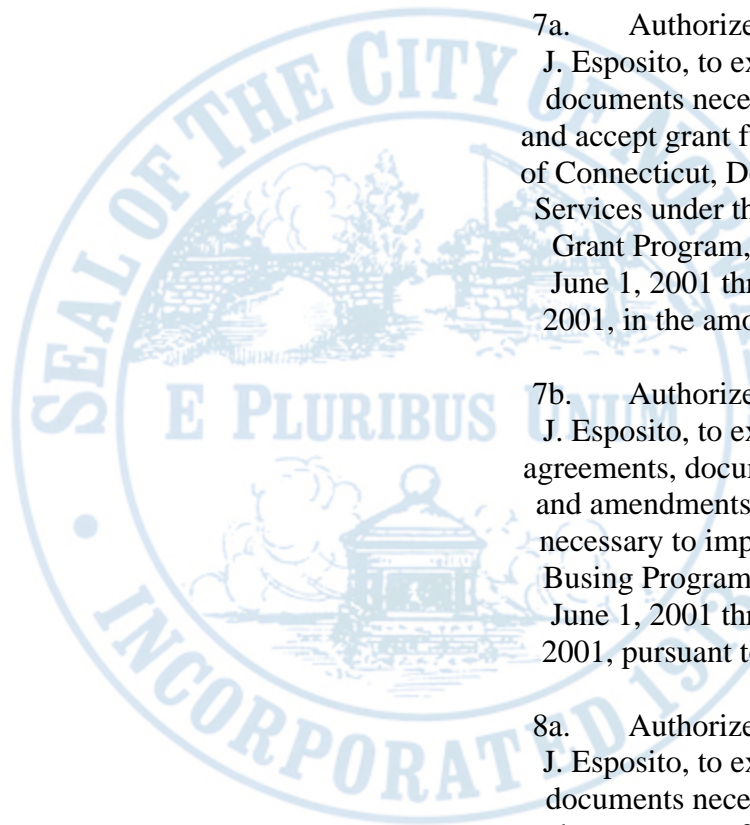 SEAL OF THE CITY OF NOR
E PLURIBUS UNUM
INCORPORATED 1913
7a. Authorize
J. Esposito, to ex
documents nece
and accept grant f
of Connecticut, D
Services under th
Grant Program,
June 1, 2001 thr
2001, in the amo
7b. Authorize
J. Esposito, to ex
agreements, docu
and amendments
necessary to imp
Busing Program
June 1, 2001 thr
2001, pursuant t
8a. Authorize
J. Esposito, to ex
documents nece